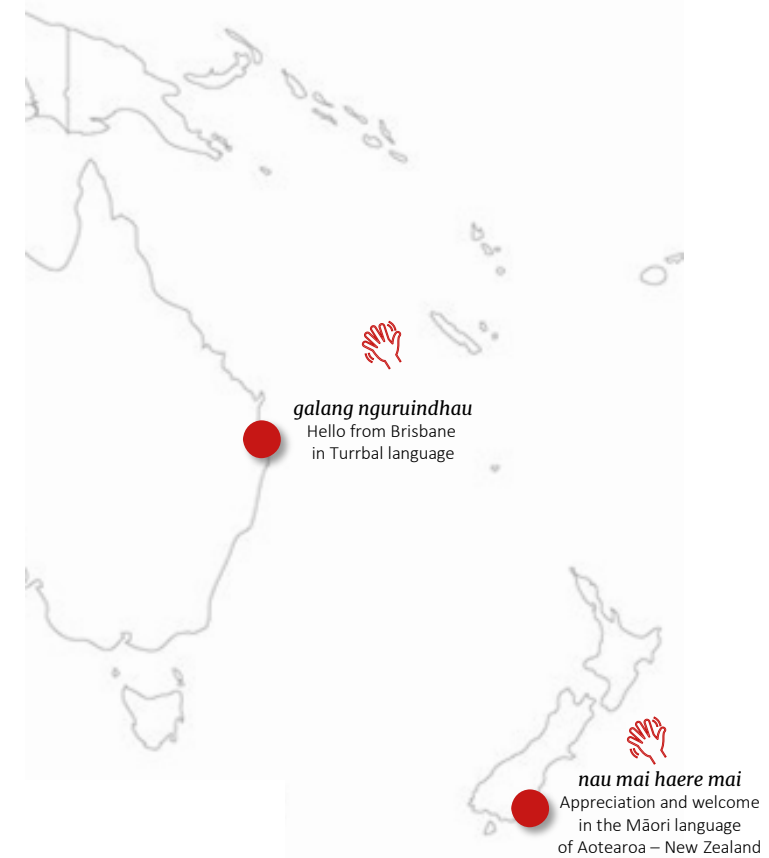 galang nguruindhau
Hello from Brisbane
in Turrbal language
nau mai haere mai
Appreciation and welcome
in the Māori language
of Aotearoa – New Zealand